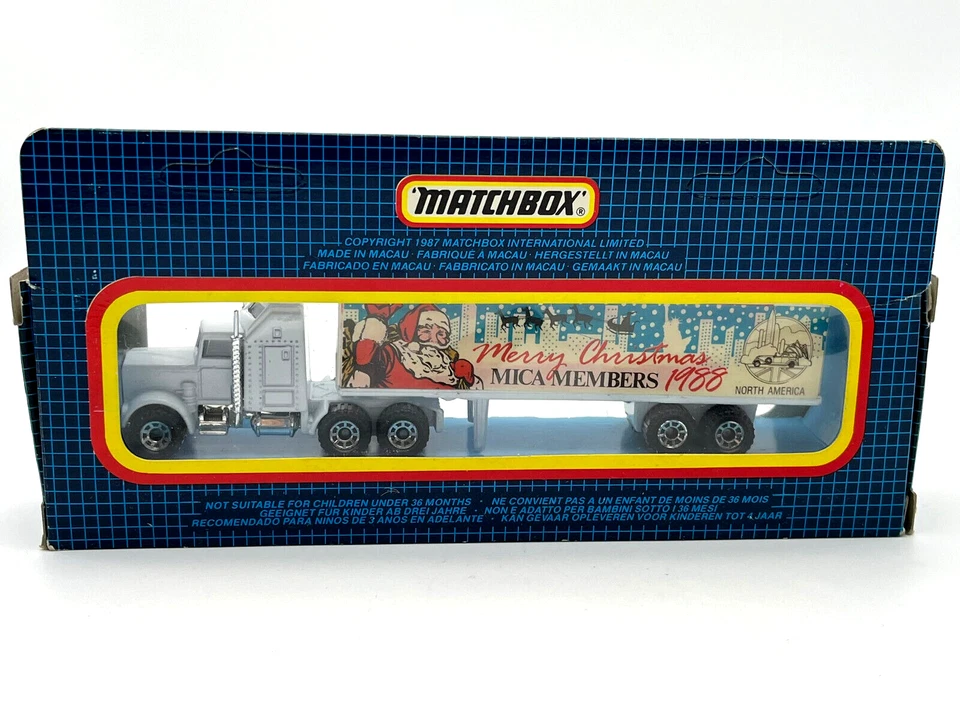 'MATCHBOX'®
COPYRIGHT 1987 MATCHBOX INTERNATIONAL LIMITED
MADE IN MACAU · FABRIQUE A MACAU · HERGESTELLT IN MACAU
FABRICADO EN MACAU · FABBRICATO IN MACAU · GEMAAKT IN MACAU
Merry Christmas
MICA MEMBERS 1988
NORTH AMERICA
NOT SUITABLE FOR CHILDREN UNDER 36 MONTHS · NE CONVIENT PAS A UN ENFANT DE MOINS DE 36 MOIS
GEEIGNET FUR KINDER AB DREI JAHRE · NON E ADATTO PER BAMBINI SOTTO I 36 MESI
RECOMENDADO PARA NINOS DE 3 ANOS EN ADELANTE · KAN GEVAAR OPLEVEREN VOOR KINDEREN TOT 4 JAAR